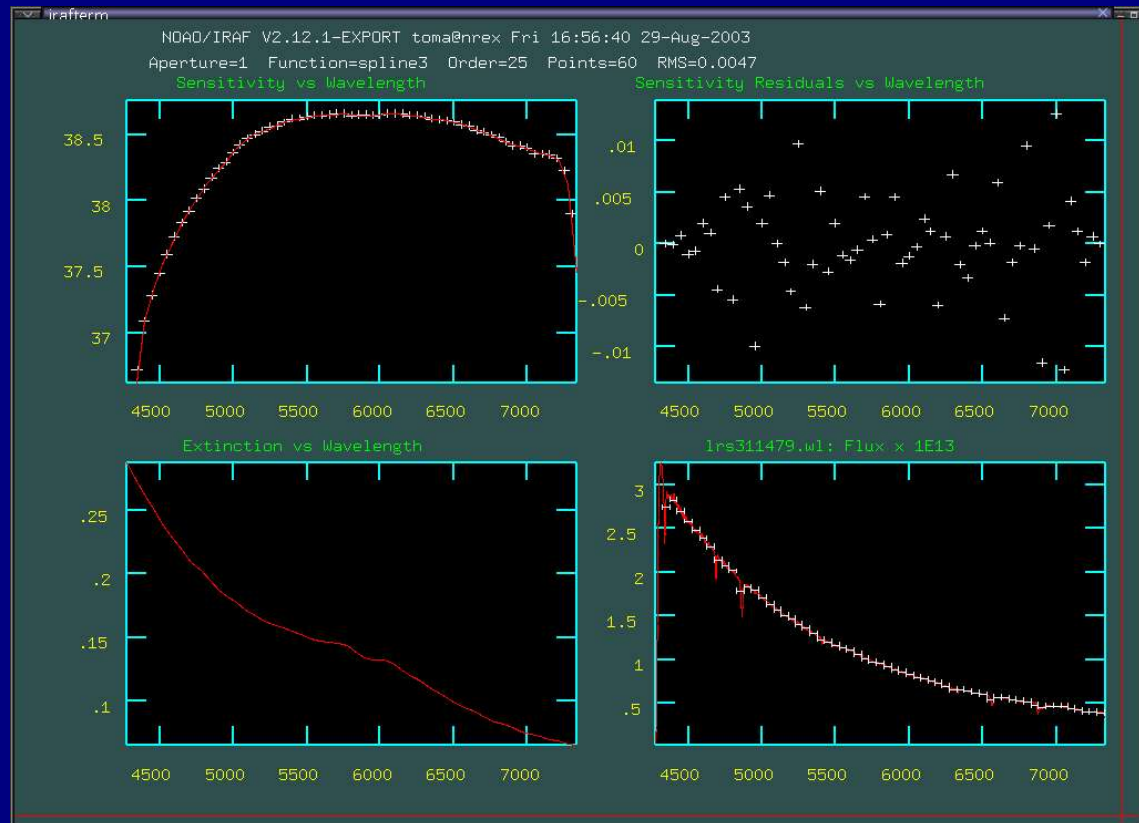 irafterm
NOAO/IRAF V2.12.1-EXPORT toma@nrex Fri 16:56:40 29-Aug-2003
Aperture=1 Function=spline3 Order=25 Points=60 RMS=0.0047
Sensitivity vs Wavelength
38.5
38
37.5
37
4500 5000 5500 6000 6500 7000
Sensitivity Residuals vs Wavelength
.01
.005
0
-.005
-.01
4500 5000 5500 6000 6500 7000
Extinction vs Wavelength
.25
.2
.15
.1
4500 5000 5500 6000 6500 7000
lrs311479.wl: Flux x 1E13
3
2.5
2
1.5
1
.5
4500 5000 5500 6000 6500 7000